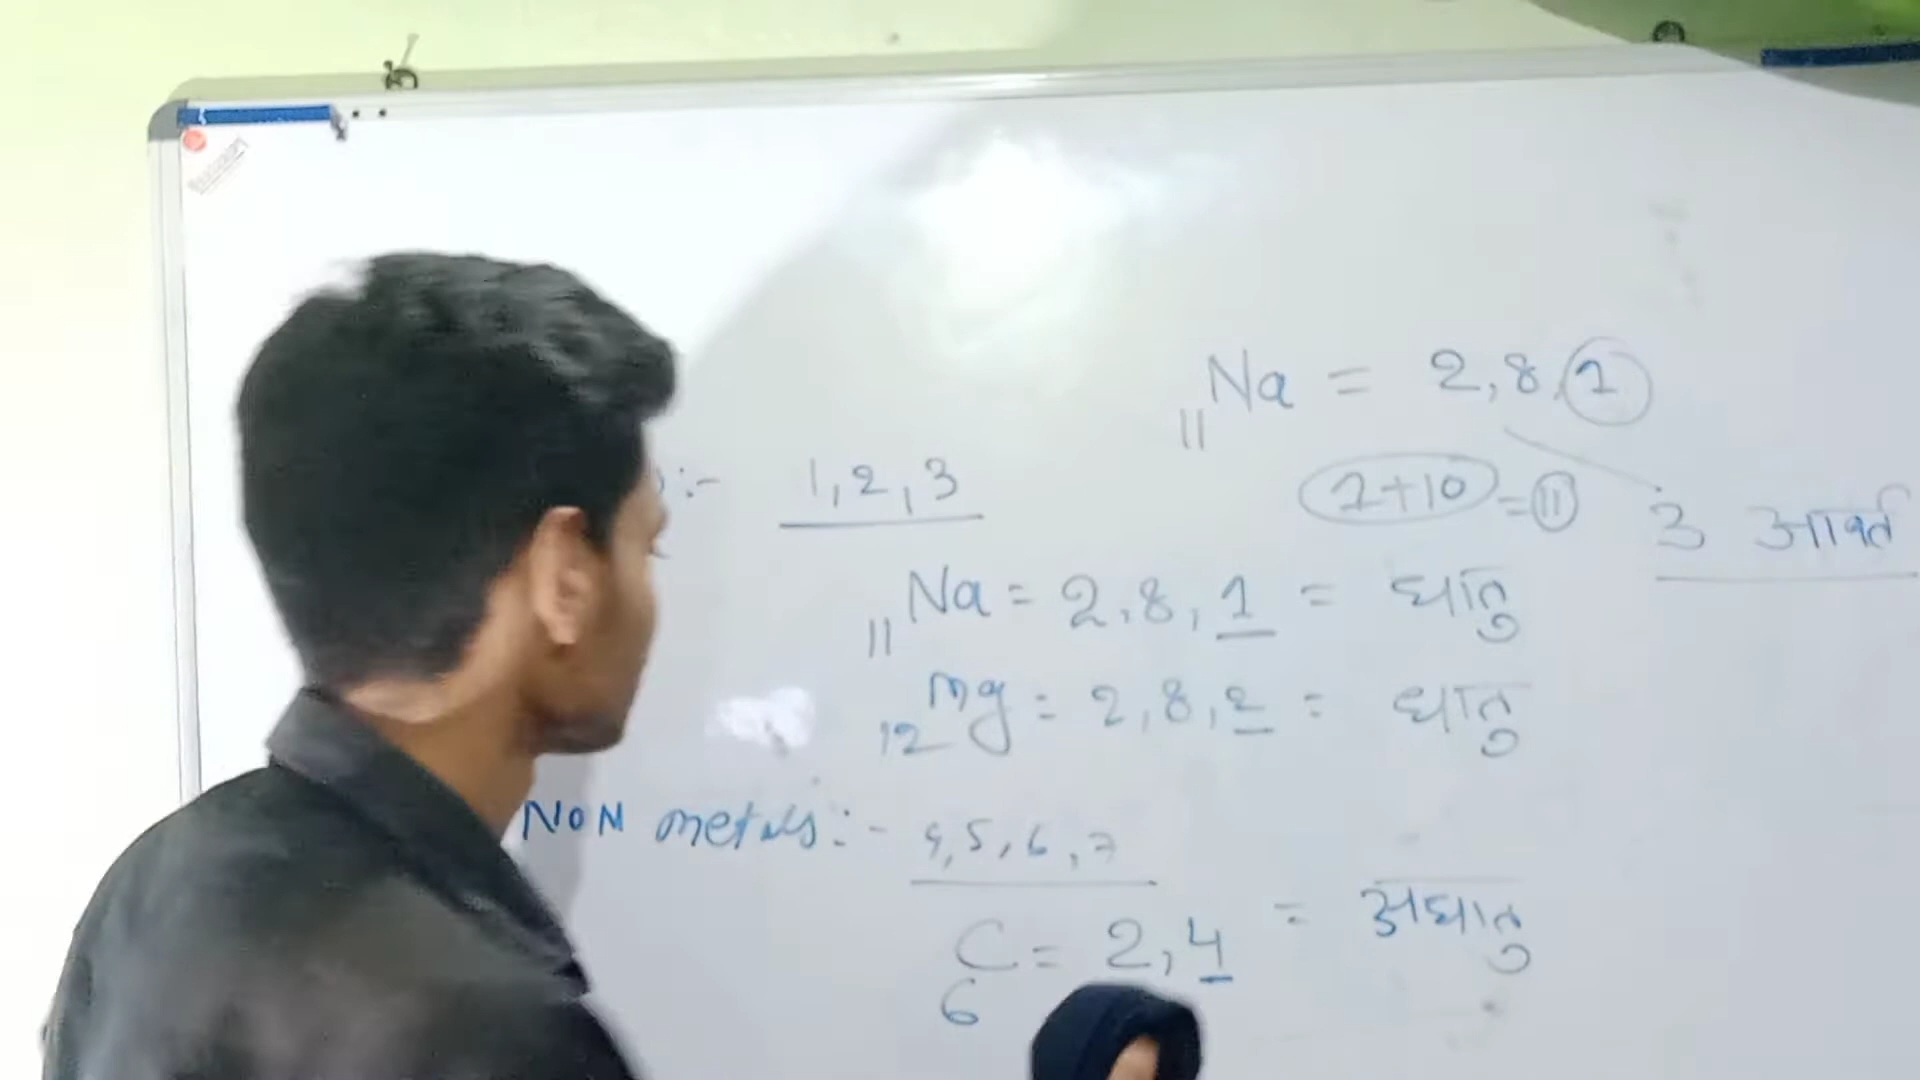 11Na = 2,8,1
1+10 = 11
3 आवर्त
:- 1,2,3
11Na = 2,8,1 = धातु
12Mg = 2,8,2 = धातु
NON metals :- 4,5,6,7
6C = 2,4 = अधातु